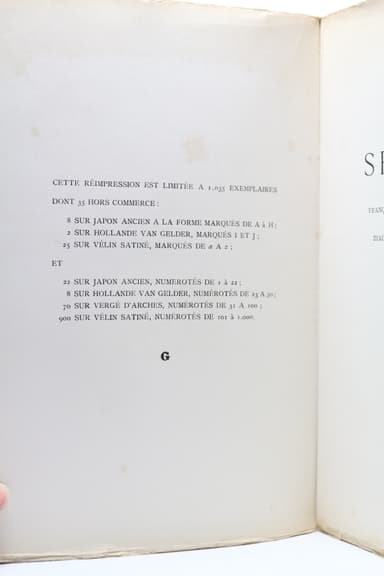 CETTE RÉIMPRESSION EST LIMITÉE A 1,035 EXEMPLAIRES
DONT 35 HORS COMMERCE :
8 SUR JAPON ANCIEN A LA FORME MARQUÉS DE A à H ;
2 SUR HOLLANDE VAN GELDER, MARQUÉS I ET J ;
25 SUR VÉLIN SATINÉ, MARQUÉS DE a A z ;
ET
22 SUR JAPON ANCIEN, NUMEROTÉS DE 1 à 22 ;
8 SUR HOLLANDE VAN GELDER, NUMÉROTÉS DE 23 A 30 ;
70 SUR VERGÉ D'ARCHES, NUMÉROTÉS DE 31 A 100 ;
900 SUR VÉLIN SATINÉ, NUMÉROTÉS DE 101 à 1.000.
G